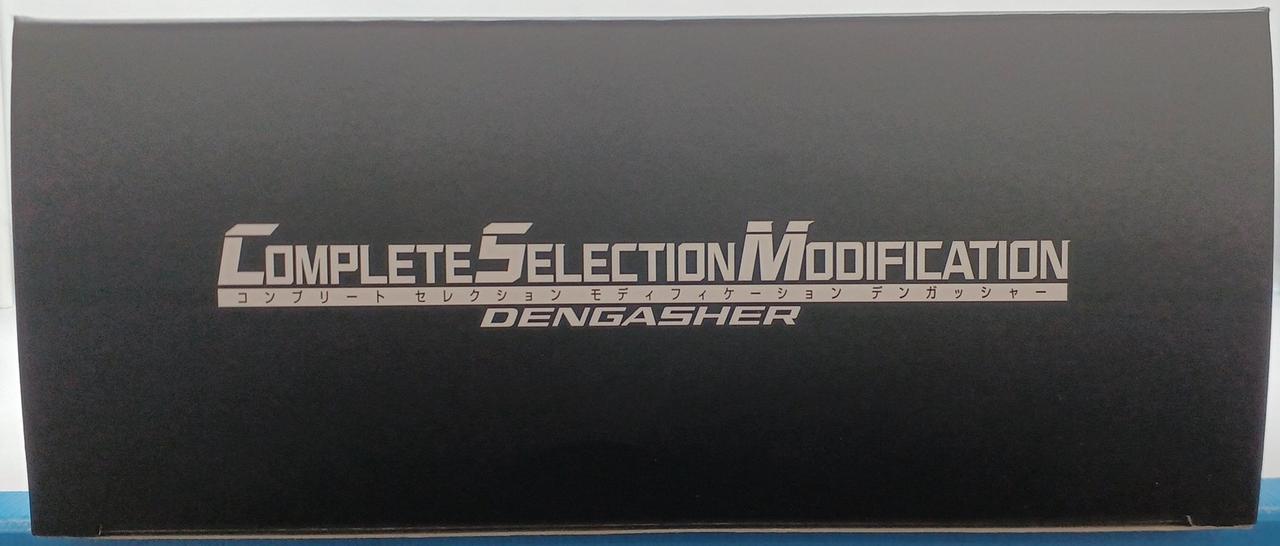 COMPLETE SELECTION MODIFICATION
コンプリート セレクション モディフィケーション デンガッシャー
DENGASHER